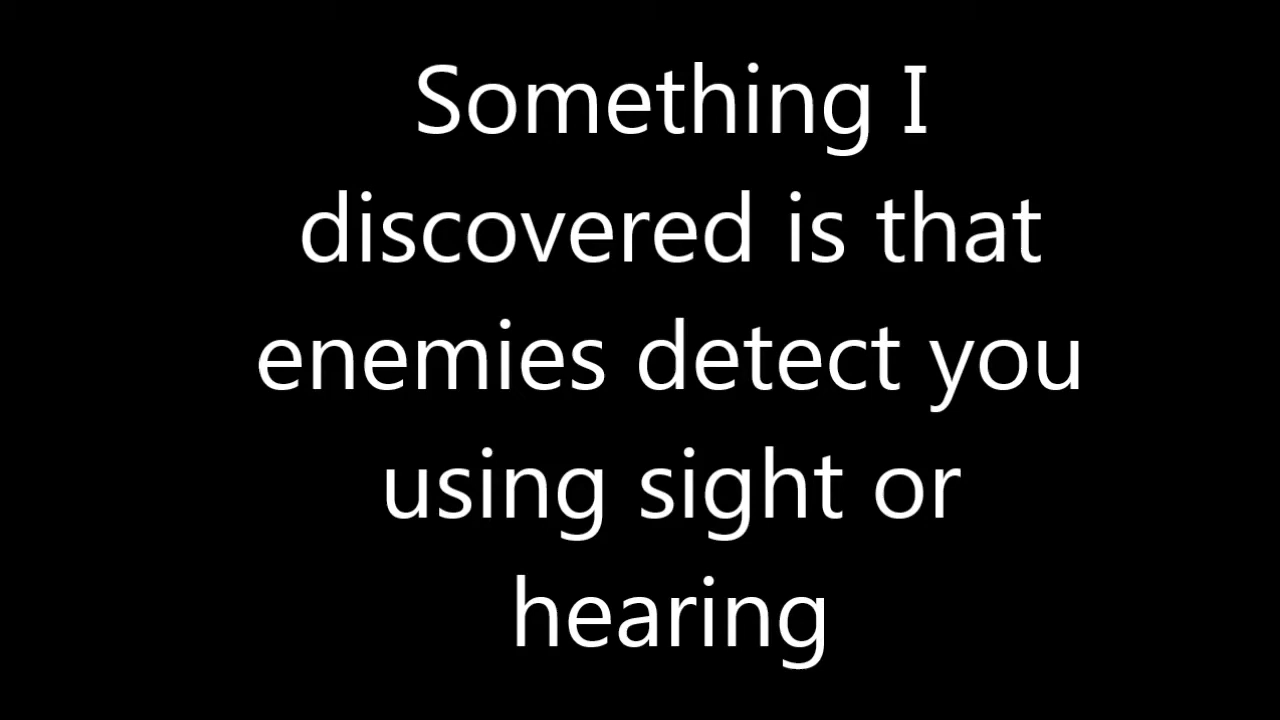 Something I
discovered is that
enemies detect you
using sight or
hearing